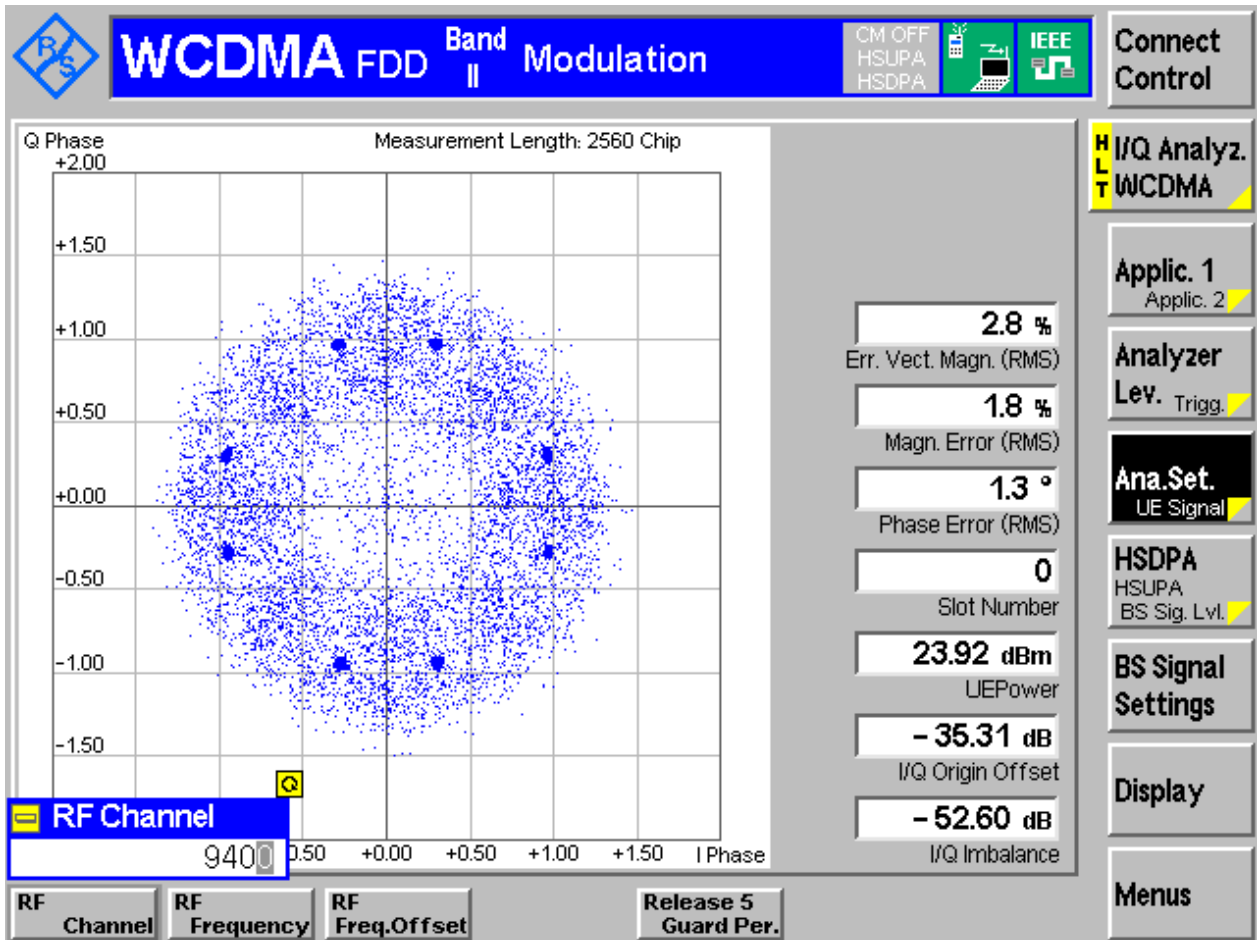 R/S
WCDMA FDD Band II Modulation
CM OFF
HSUPA
HSDPA
IEEE
Connect
Control
Q Phase
Measurement Length: 2560 Chip
+2.00
+1.50
+1.00
+0.50
+0.00
-0.50
-1.00
-1.50
Q
RF Channel
9400
0.50 +0.00 +0.50 +1.00 +1.50 I Phase
2.8 %
Err. Vect. Magn. (RMS)
1.8 %
Magn. Error (RMS)
1.3 °
Phase Error (RMS)
0
Slot Number
23.92 dBm
UEPower
- 35.31 dB
I/Q Origin Offset
- 52.60 dB
I/Q Imbalance
HLT
I/Q Analyz.
WCDMA
Applic. 1
Applic. 2
Analyzer
Lev. Trigg.
Ana.Set.
UE Signal
HSDPA
HSUPA
BS Sig. Lvl.
BS Signal
Settings
Display
Menus
RF
Channel
RF
Frequency
RF
Freq.Offset
Release 5
Guard Per.